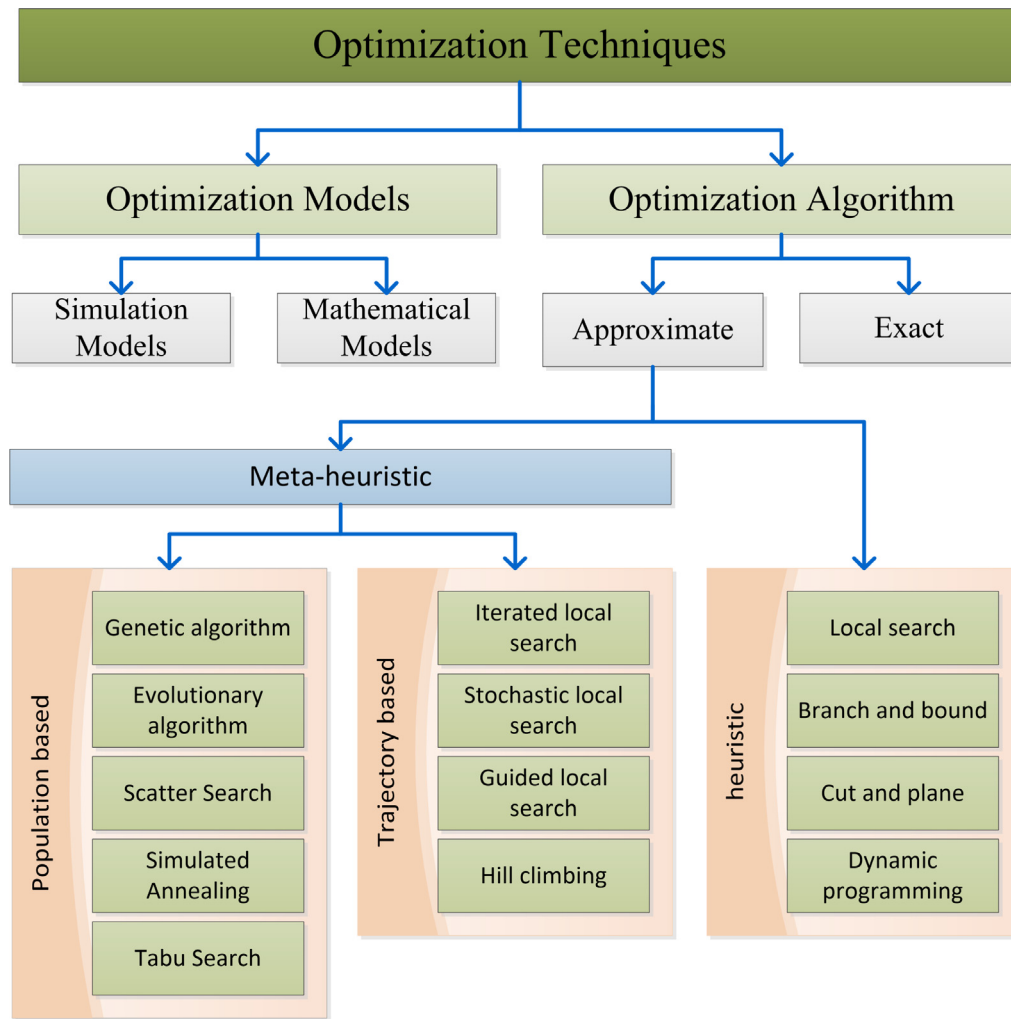 Optimization Techniques
Optimization Models
Optimization Algorithm
Simulation
Models
Mathematical
Models
Approximate
Exact
Meta-heuristic
Population based
Genetic algorithm
Evolutionary
algorithm
Scatter Search
Simulated
Annealing
Tabu Search
Trajectory based
Iterated local
search
Stochastic local
search
Guided local
search
Hill climbing
heuristic
Local search
Branch and bound
Cut and plane
Dynamic
programming